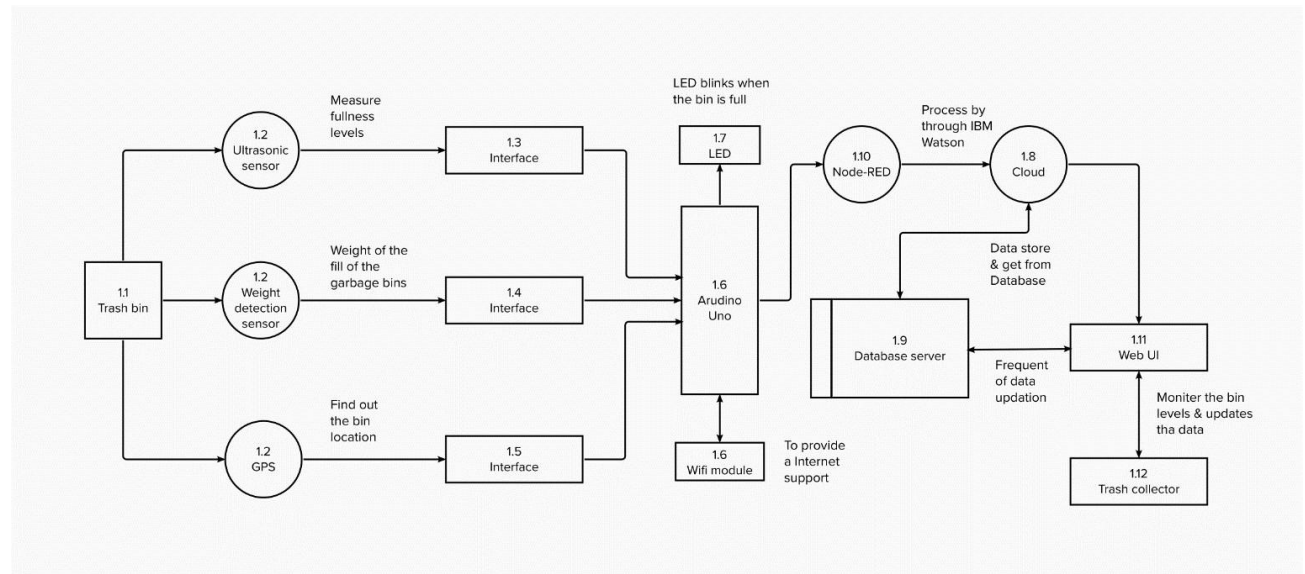 Measure
fullness
levels
1.2
Ultrasonic
sensor
1.3
Interface
LED blinks when
the bin is full
1.7
LED
Process by
through IBM
Watson
1.10
Node-RED
1.8
Cloud
1.1
Trash bin
Weight of the
fill of the
garbage bins
1.2
Weight
detection
sensor
1.4
Interface
1.6
Arudino
Uno
Data store
& get from
Database
1.9
Database server
Frequent
of data
updation
1.11
Web UI
Moniter the bin
levels & updates
tha data
Find out
the bin
location
1.2
GPS
1.5
Interface
1.6
Wifi module
To provide
a Internet
support
1.12
Trash collector